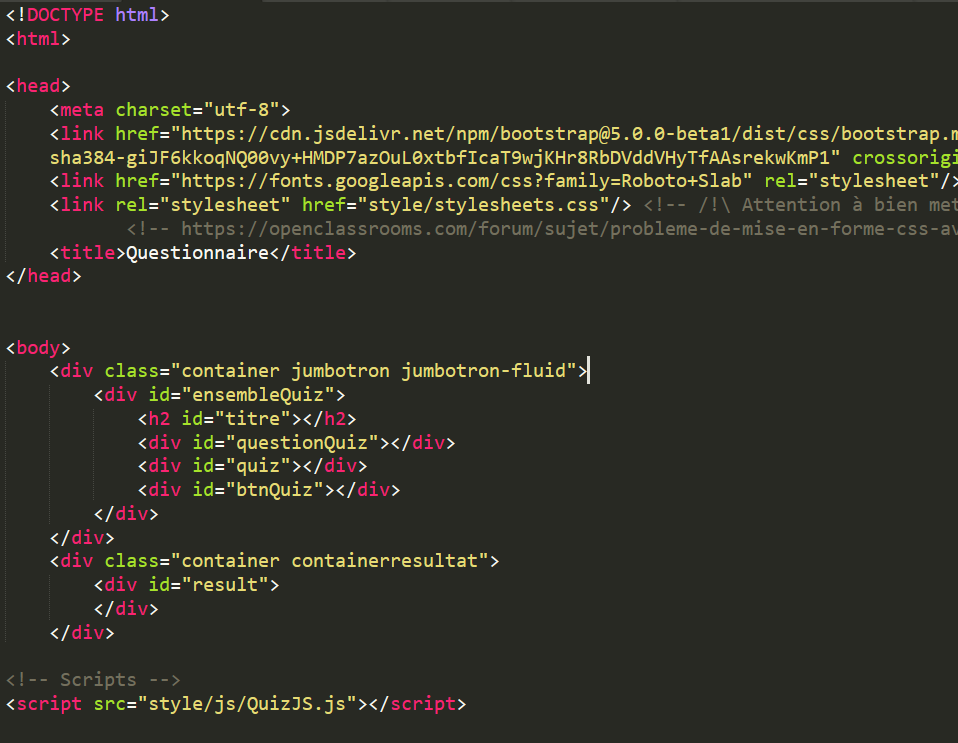 <!DOCTYPE html>
<html>
<head>
<meta charset="utf-8">
<link href="https://cdn.jsdelivr.net/npm/bootstrap@5.0.0-beta1/dist/css/bootstrap.m
sha384-giJF6kkoqNQ00vy+HMDP7azOuL0xtbfIcaT9wjKHr8RbDVddVHyTfAAsrekwKmP1" crossorigi
<link href="https://fonts.googleapis.com/css?family=Roboto+Slab" rel="stylesheet"/>
<link rel="stylesheet" href="style/stylesheets.css"/> <!-- /!\ Attention à bien met
<!-- https://openclassrooms.com/forum/sujet/probleme-de-mise-en-forme-css-av
<title>Questionnaire</title>
</head>
<body>
<div class="container jumbotron jumbotron-fluid">
<div id="ensembleQuiz">
<h2 id="titre"></h2>
<div id="questionQuiz"></div>
<div id="quiz"></div>
<div id="btnQuiz"></div>
</div>
</div>
<div class="container containerresultat">
<div id="result">
</div>
</div>
<!-- Scripts -->
<script src="style/js/QuizJS.js"></script>